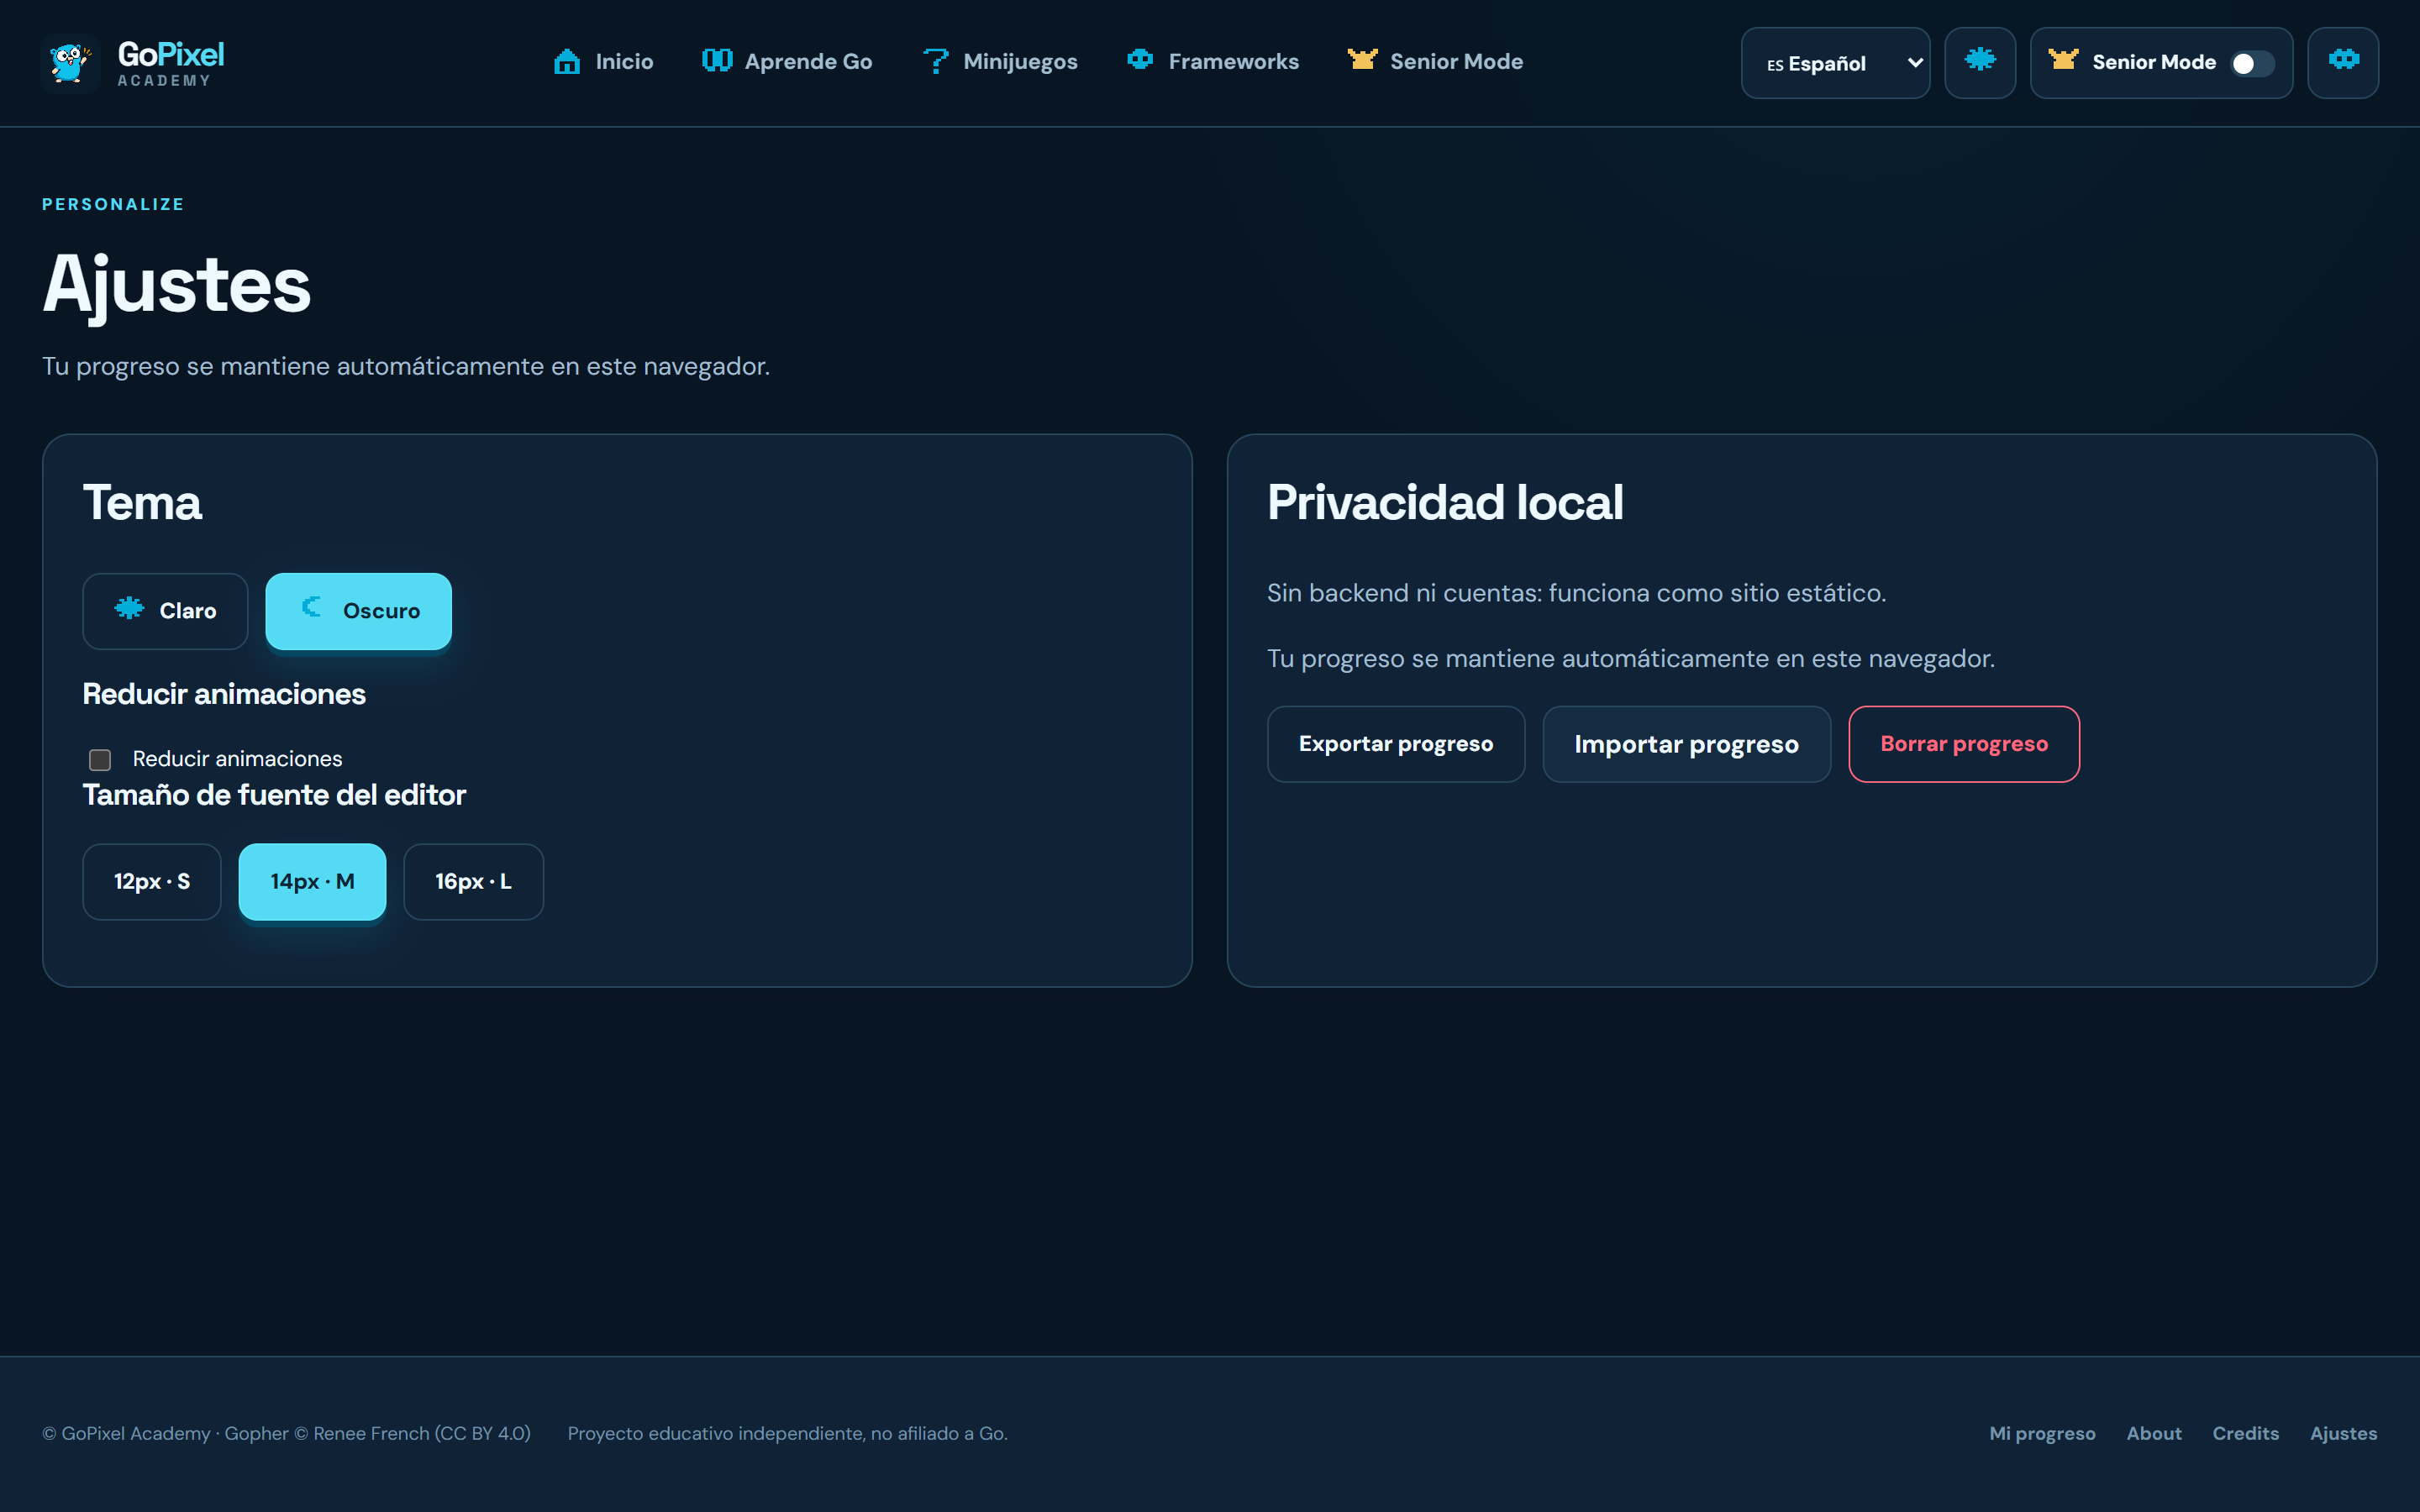 GoPixel
ACADEMY
Inicio
Aprende Go
Minijuegos
Frameworks
Senior Mode
ES Español
Senior Mode
PERSONALIZE
Ajustes
Tu progreso se mantiene automáticamente en este navegador.
Tema
Claro
Oscuro
Reducir animaciones
Reducir animaciones
Tamaño de fuente del editor
12px · S
14px · M
16px · L
Privacidad local
Sin backend ni cuentas: funciona como sitio estático.
Tu progreso se mantiene automáticamente en este navegador.
Exportar progreso
Importar progreso
Borrar progreso
© GoPixel Academy · Gopher © Renee French (CC BY 4.0)
Proyecto educativo independiente, no afiliado a Go.
Mi progreso
About
Credits
Ajustes